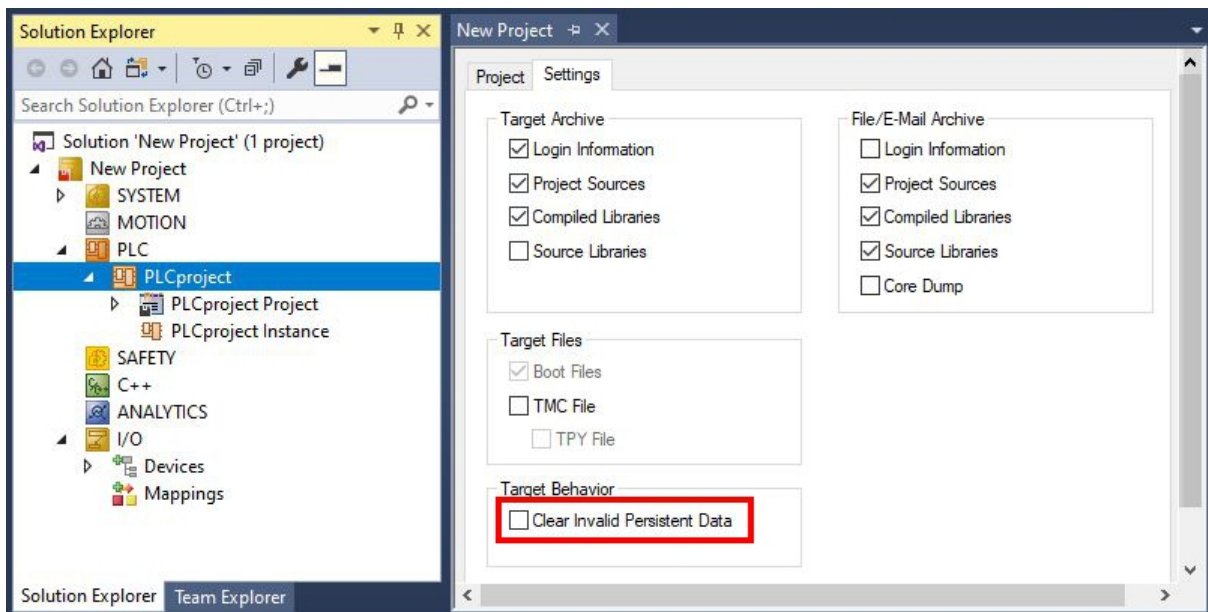 Solution Explorer
Search Solution Explorer (Ctrl+;)
Solution 'New Project' (1 project)
New Project
SYSTEM
MOTION
PLC
PLCproject
PLCproject Project
PLCproject Instance
SAFETY
C++
ANALYTICS
I/O
Devices
Mappings
Solution Explorer Team Explorer
New Project
Project Settings
Target Archive
Login Information
Project Sources
Compiled Libraries
Source Libraries
File/E-Mail Archive
Login Information
Project Sources
Compiled Libraries
Source Libraries
Core Dump
Target Files
Boot Files
TMC File
TPY File
Target Behavior
Clear Invalid Persistent Data